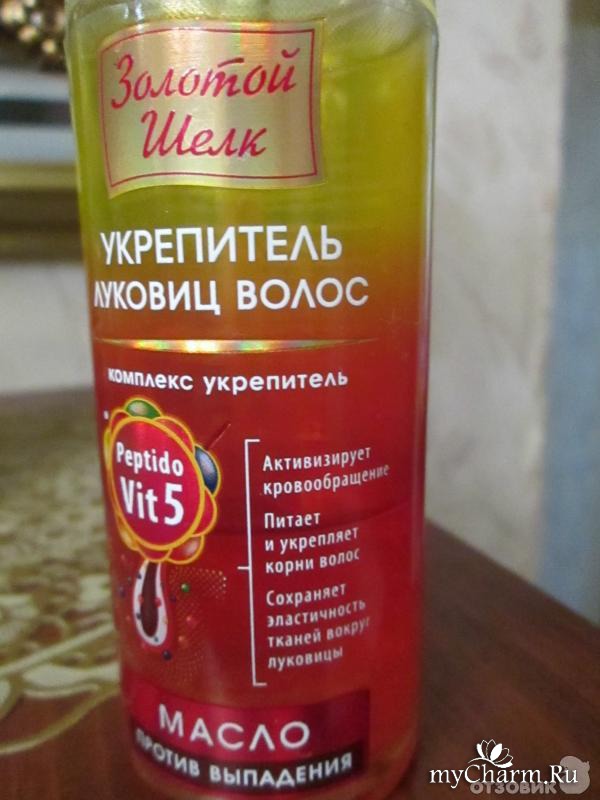 Золотой
Шелк
УКРЕПИТЕЛЬ
ЛУКОВИЦ ВОЛОС
комплекс укрепитель
Peptido
Vit 5
Активизирует
кровообращение
Питает
и укрепляет
корни волос
Сохраняет
эластичность
тканей вокруг
луковицы
МАСЛО
ПРОТИВ ВЫПАДЕНИЯ
myCharm.Ru
ОТЗОВИК